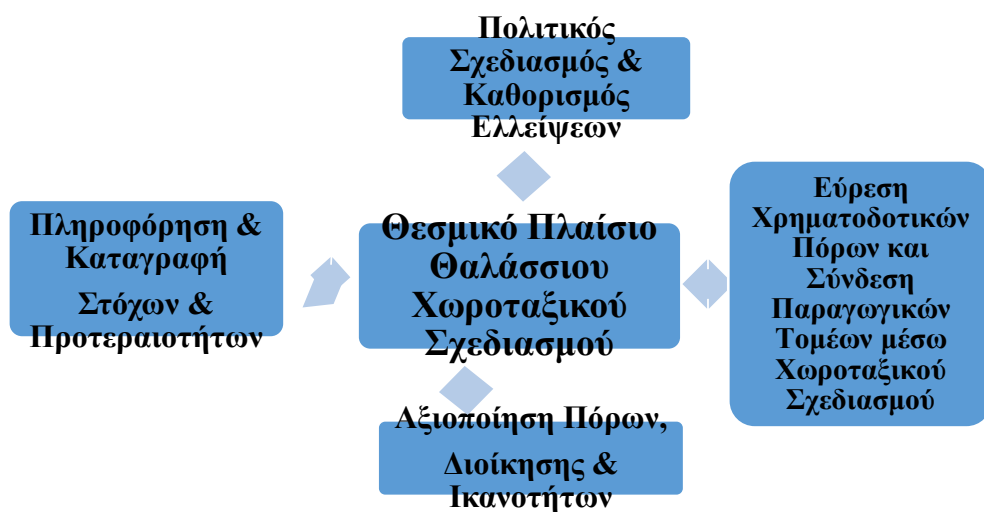 Πολιτικός
Σχεδιασμός &
Καθορισμός
Ελλείψεων
Πληροφόρηση &
Καταγραφή
Στόχων &
Προτεραιοτήτων
Θεσμικό Πλαίσιο
Θαλάσσιου
Χωροταξικού
Σχεδιασμού
Εύρεση
Χρηματοδοτικών
Πόρων και
Σύνδεση
Παραγωγικών
Τομέων μέσω
Χωροταξικού
Σχεδιασμού
Αξιοποίηση Πόρων,
Διοίκησης &
Ικανοτήτων